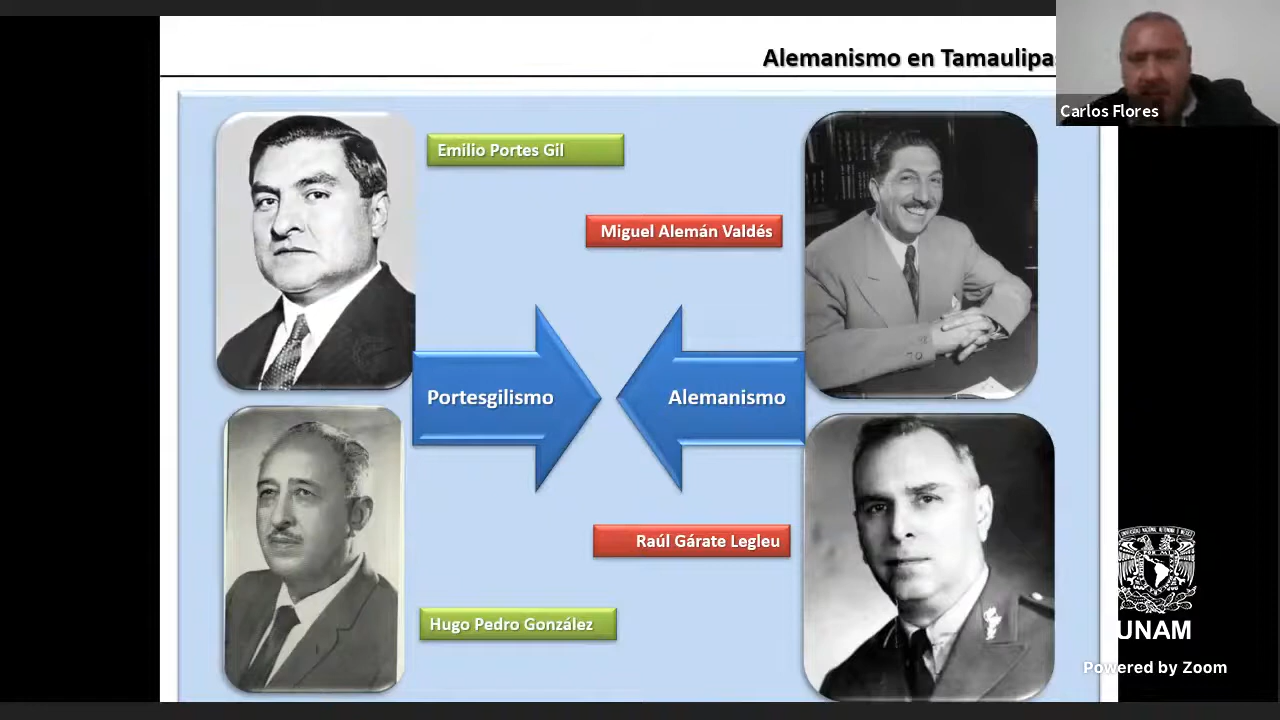 Alemanismo en Tamaulipas
Carlos Flores
Emilio Portes Gil
Miguel Alemán Valdés
Portesgilismo
Alemanismo
Raúl Gárate Legleu
Hugo Pedro González
UNAM
Powered by Zoom